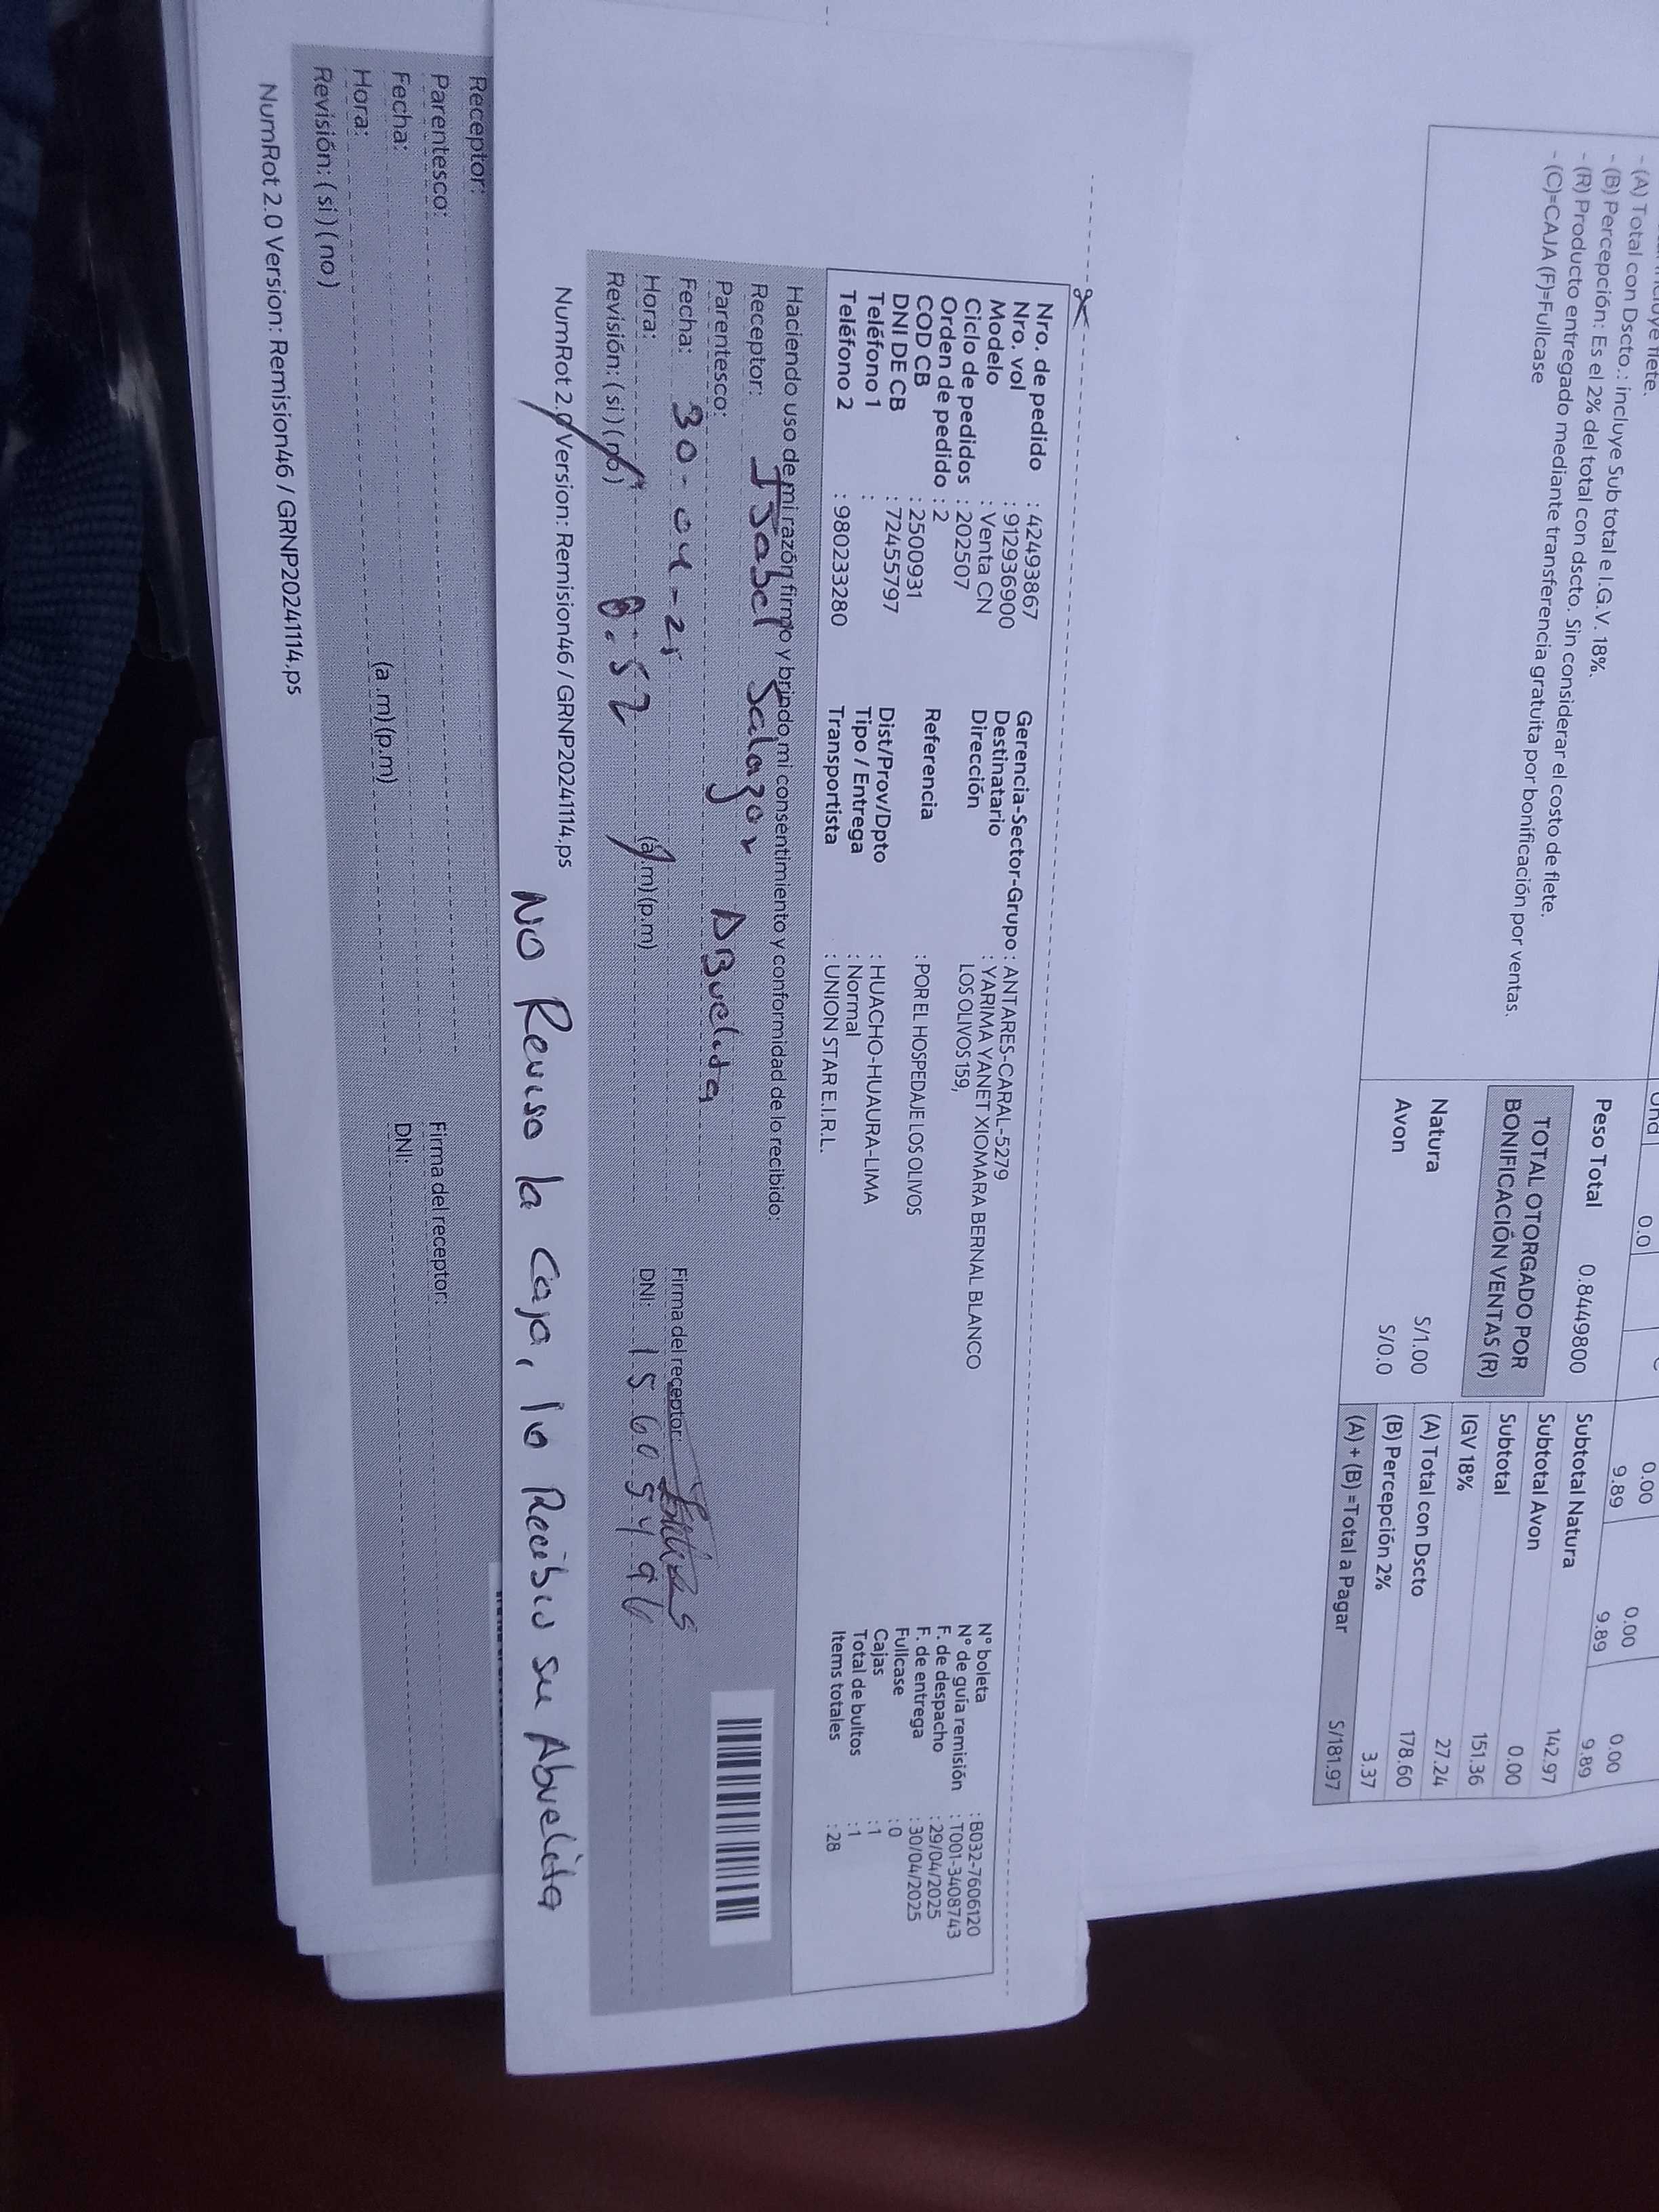 - (A) Total con Dscto.: incluye Sub total e I.G.V. 18%.
- (B) Percepción: Es el 2% del total con dscto. Sin considerar el costo de flete.
- (R) Producto entregado mediante transferencia gratuita por bonificación por ventas.
- (C)=CAJA (F)=Fullcase
0.0
0.00 0.00 0.00
9.89 9.89 9.89
Peso Total 0.8449800
TOTAL OTORGADO POR
BONIFICACIÓN VENTAS (R)
Natura S/1.00
Avon S/0.0
Subtotal Natura 142.97
Subtotal Avon 0.00
Subtotal 151.36
IGV 18% 27.24
(A) Total con Dscto 178.60
(B) Percepción 2% 3.37
(A) + (B) =Total a Pagar S/181.97
Nro. de pedido : 42493867
Nro. vol : 912936900
Modelo : Venta CN
Ciclo de pedidos : 202507
Orden de pedido : 2
COD CB : 25009931
DNI DE CB : 72455797
Teléfono 1 :
Teléfono 2 : 980233280
Gerencia-Sector-Grupo : ANTARES-CARAL-5279
Destinatario : YARIMA YANET XIOMARA BERNAL BLANCO
Dirección LOS OLIVOS 159,
Referencia : POR EL HOSPEDAJE LOS OLIVOS
Dist/Prov/Dpto : HUACHO-HUAURA-LIMA
Tipo / Entrega : Normal
Transportista : UNION STAR E.I.R.L.
N° boleta : B032-7606120
N° de guía remisión : T001-3408743
F. de despacho : 29/04/2025
F. de entrega : 30/04/2025
Fullcase : 0
Cajas : 1
Total de bultos : 1
Items totales : 28
Haciendo uso de mi razón firmo y brindo mi consentimiento y conformidad de lo recibido:
Receptor: Isabel Salazar
Parentesco: ABuelita
Fecha: 30-04-25
Hora: 8:52 (a.m) (p.m)
Revisión: ( si ) ( no )
Firma del receptor:
DNI: 15605496
NumRot 2.0 Version: Remision46 / GRNP20241114.ps
NO Reviso la caja, lo Recibio su Abuelita
Receptor:
Parentesco:
Fecha:
Hora: (a .m) (p.m)
Revisión: ( si ) ( no )
Firma del receptor:
DNI:
NumRot 2.0 Version: Remision46 / GRNP20241114.ps